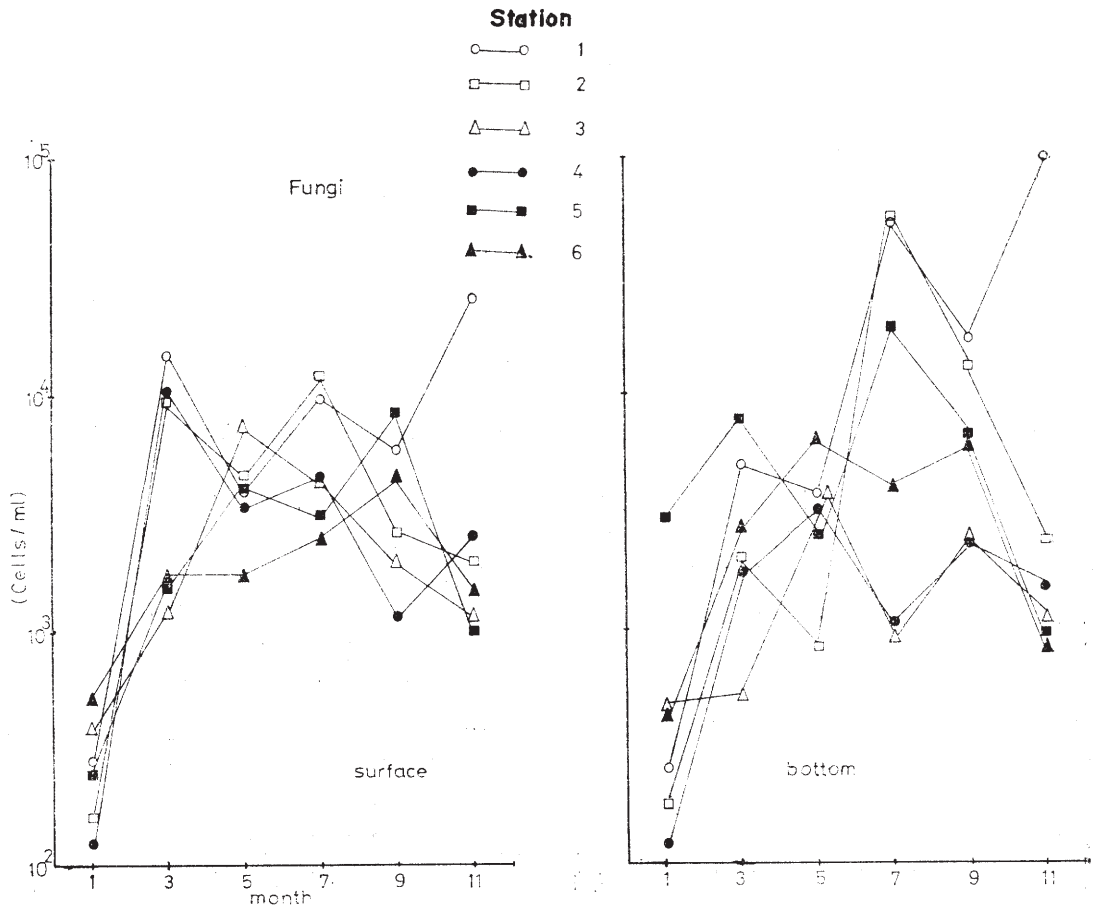 Station
1
2
3
4
5
6
Fungi
10^5
10^4
10^3
10^2
(Cells/ml)
surface
1 3 5 7 9 11
month
bottom
1 3 5 7 9 11